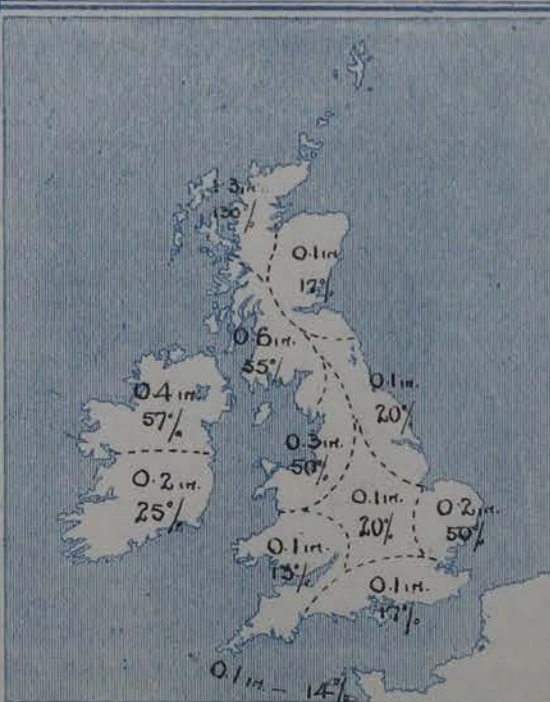 1.3 IN.
130%
0.1 IN.
17%
0.6 IN.
55%
0.1 IN.
20%
0.4 IN.
57%
0.3 IN.
50%
0.2 IN.
25%
0.1 IN.
20%
0.2 IN.
50%
0.1 IN.
13%
0.1 IN.
17%
0.1 IN. — 14%